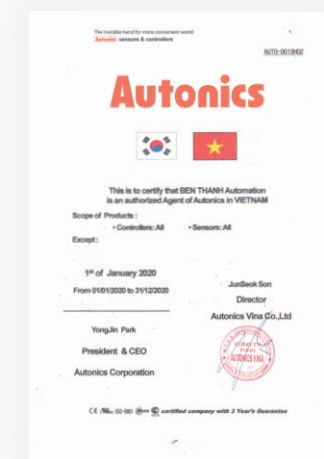 The invisible hand for more convenient world
Autonics sensors & controllers
Autonics
This is to certify that BEN THANH Automation
is an authorized Agent of Autonics in VIETNAM
Scope of Products :
• Controllers: All • Sensors: All
Except :
1st of January 2020
From 01/01/2020 to 31/12/2020
JunSeok Son
Director
Autonics Vina Co.,Ltd
YongJin Park
President & CEO
Autonics Corporation
AUTONICS VINA
certified company with 3 Year's Guarantee